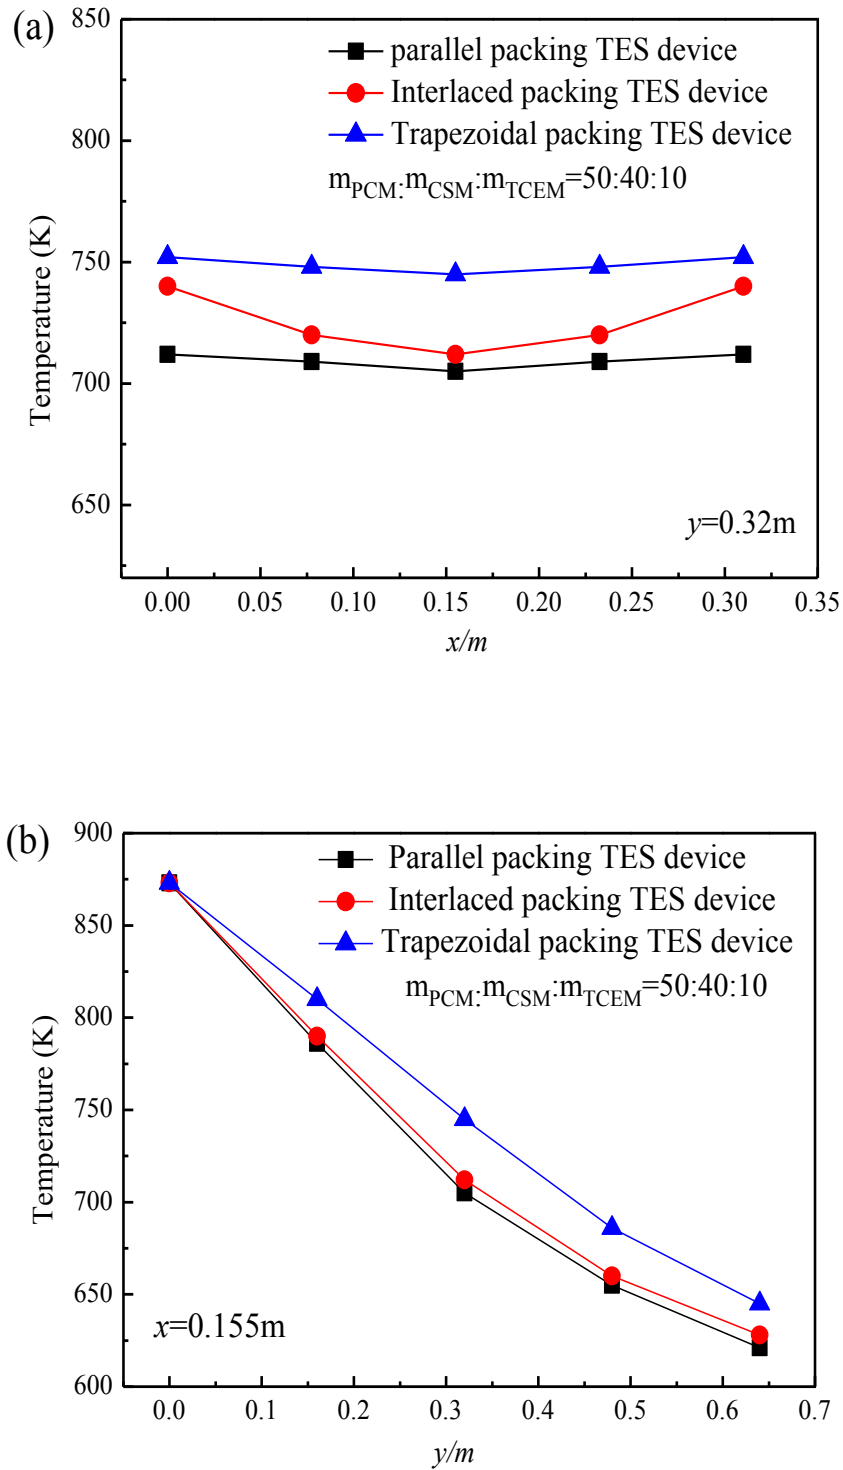 (a)
850
800
750
700
650
Temperature (K)
parallel packing TES device
Interlaced packing TES device
Trapezoidal packing TES device
mPCM:mCSM:mTCEM=50:40:10
y=0.32m
0.00 0.05 0.10 0.15 0.20 0.25 0.30 0.35
x/m
(b)
900
850
800
750
700
650
600
Temperature (K)
Parallel packing TES device
Interlaced packing TES device
Trapezoidal packing TES device
mPCM:mCSM:mTCEM=50:40:10
x=0.155m
0.0 0.1 0.2 0.3 0.4 0.5 0.6 0.7
y/m